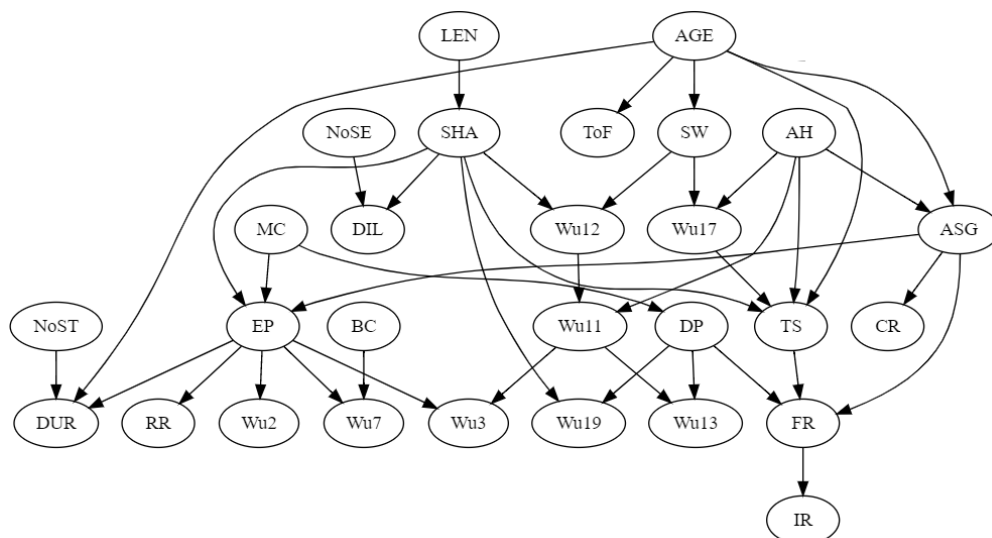 LEN AGE
NoSE SHA ToF SW AH
MC DIL Wu12 Wu17 ASG
NoST EP BC Wu11 DP TS CR
DUR RR Wu2 Wu7 Wu3 Wu19 Wu13 FR
IR